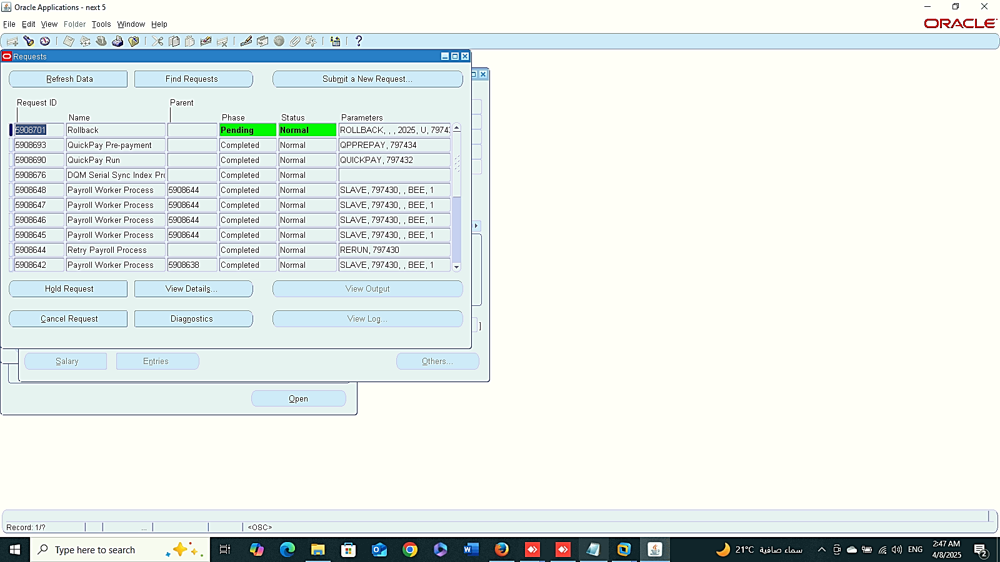 Oracle Applications - next 5
File Edit View Folder Tools Window Help
ORACLE
Requests
Refresh Data Find Requests Submit a New Request...
Request ID Parent
Name Phase Status Parameters
5908701 Rollback Pending Normal ROLLBACK, , , 2025, U, 7974
5908693 QuickPay Pre-payment Completed Normal QPPREPAY, 797434
5908690 QuickPay Run Completed Normal QUICKPAY, 797432
5908676 DQM Serial Sync Index Pro Completed Normal
5908648 Payroll Worker Process 5908644 Completed Normal SLAVE, 797430, , BEE, 1
5908647 Payroll Worker Process 5908644 Completed Normal SLAVE, 797430, , BEE, 1
5908646 Payroll Worker Process 5908644 Completed Normal SLAVE, 797430, , BEE, 1
5908645 Payroll Worker Process 5908644 Completed Normal SLAVE, 797430, , BEE, 1
5908644 Retry Payroll Process Completed Normal RERUN, 797430
5908642 Payroll Worker Process 5908638 Completed Normal SLAVE, 797430, , BEE, 1
Hold Request View Details... View Output
Cancel Request Diagnostics View Log...
]
Salary Entries Others...
Open
Record: 1/? ... <OSC>
Type here to search 21°C سماء صافية ENG 2:47 AM
4/8/2025 2